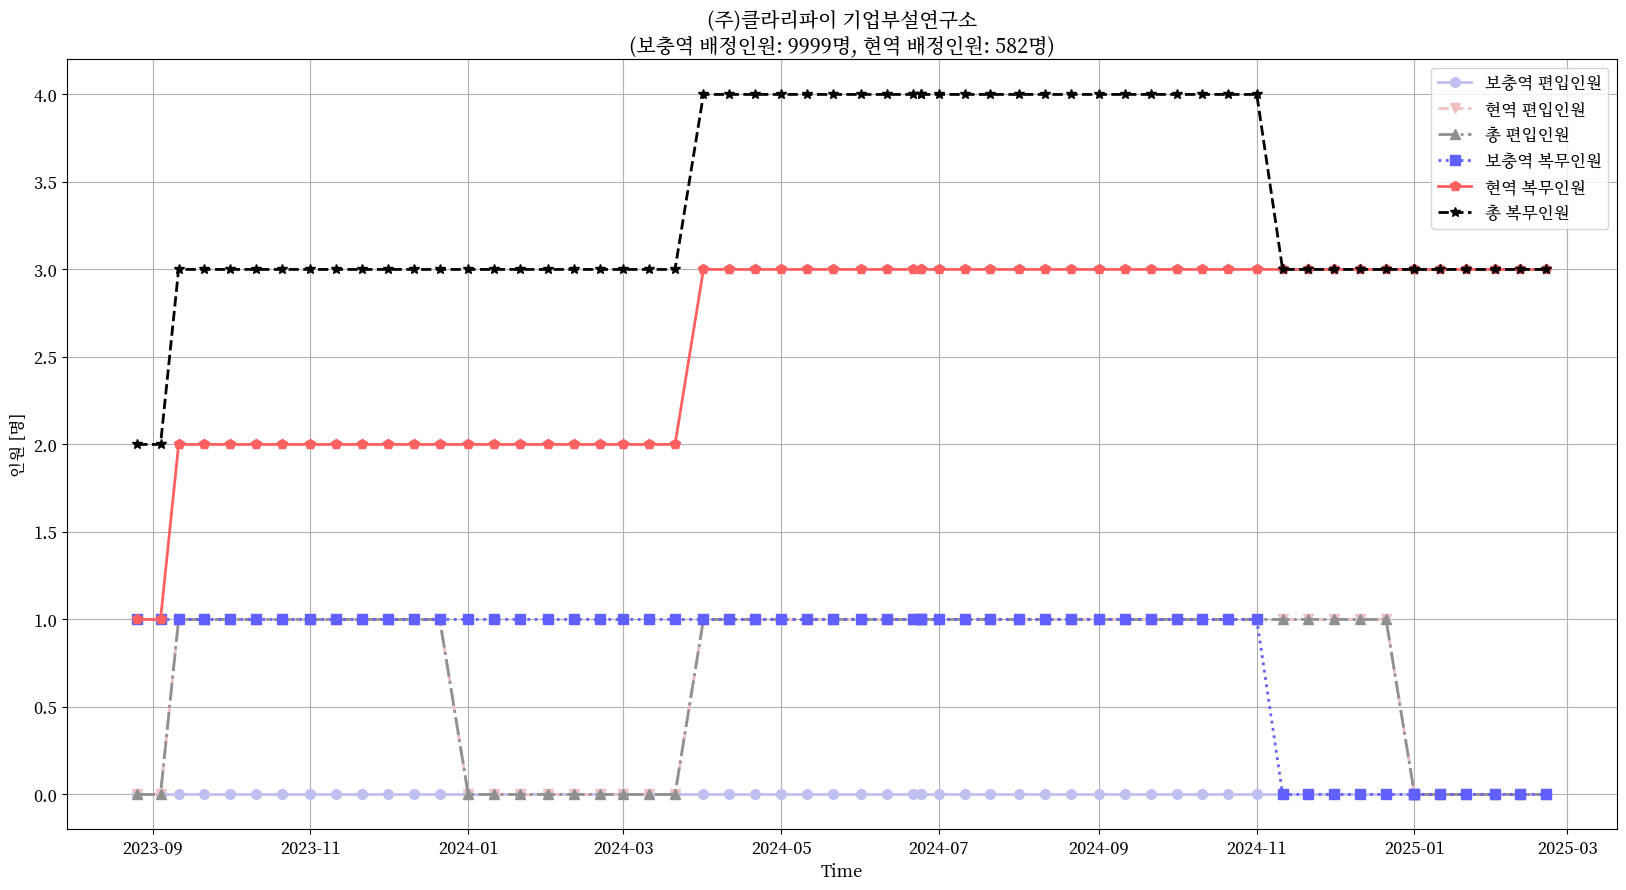 (주)클라리파이 기업부설연구소
(보충역 배정인원: 9999명, 현역 배정인원: 582명)
보충역 편입인원
현역 편입인원
총 편입인원
보충역 복무인원
현역 복무인원
총 복무인원
인원 [명]
4.0
3.5
3.0
2.5
2.0
1.5
1.0
0.5
0.0
2023-09 2023-11 2024-01 2024-03 2024-05 2024-07 2024-09 2024-11 2025-01 2025-03
Time